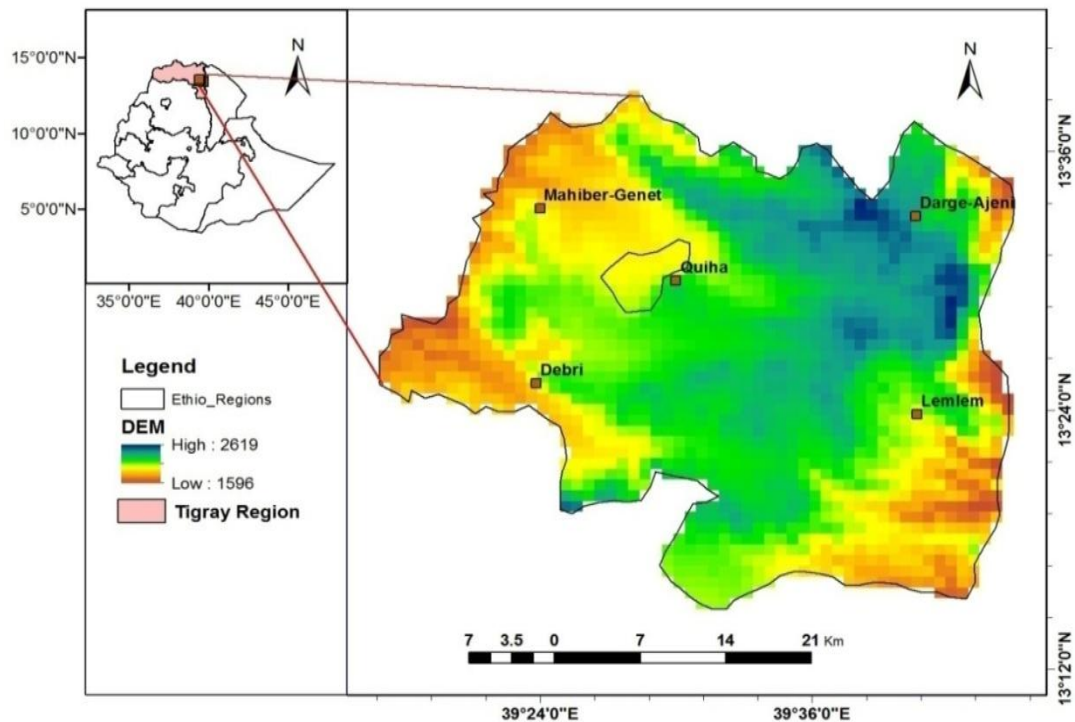 N
15°0'0"N
10°0'0"N
5°0'0"N
35°0'0"E 40°0'0"E 45°0'0"E
Legend
Ethio_Regions
DEM
High : 2619
Low : 1596
Tigray Region
N
Mahiber-Genet
Darge-Ajeni
Quiha
Debri
Lemlem
7 3.5 0 7 14 21 Km
13°36'0"N
13°24'0"N
13°12'0"N
39°24'0"E 39°36'0"E